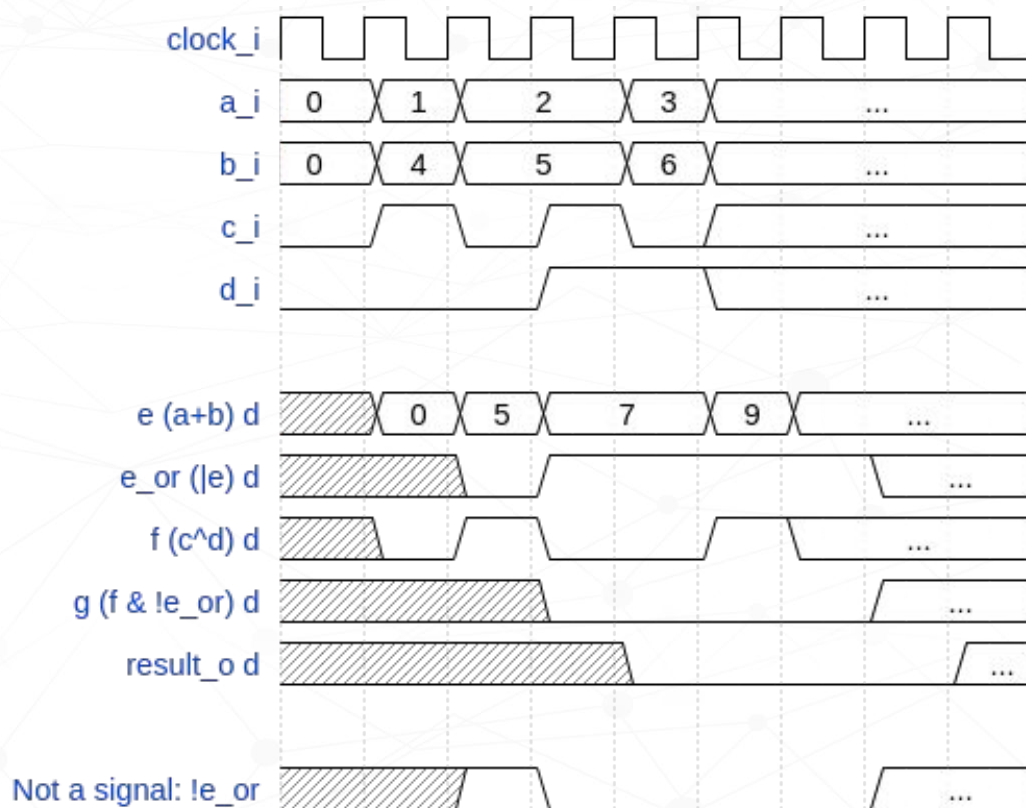 clock_i
a_i 0 1 2 3 ...
b_i 0 4 5 6 ...
c_i ...
d_i ...
e (a+b) d 0 5 7 9 ...
e_or (|e) d ...
f (c^d) d ...
g (f & !e_or) d ...
result_o d ...
Not a signal: !e_or ...